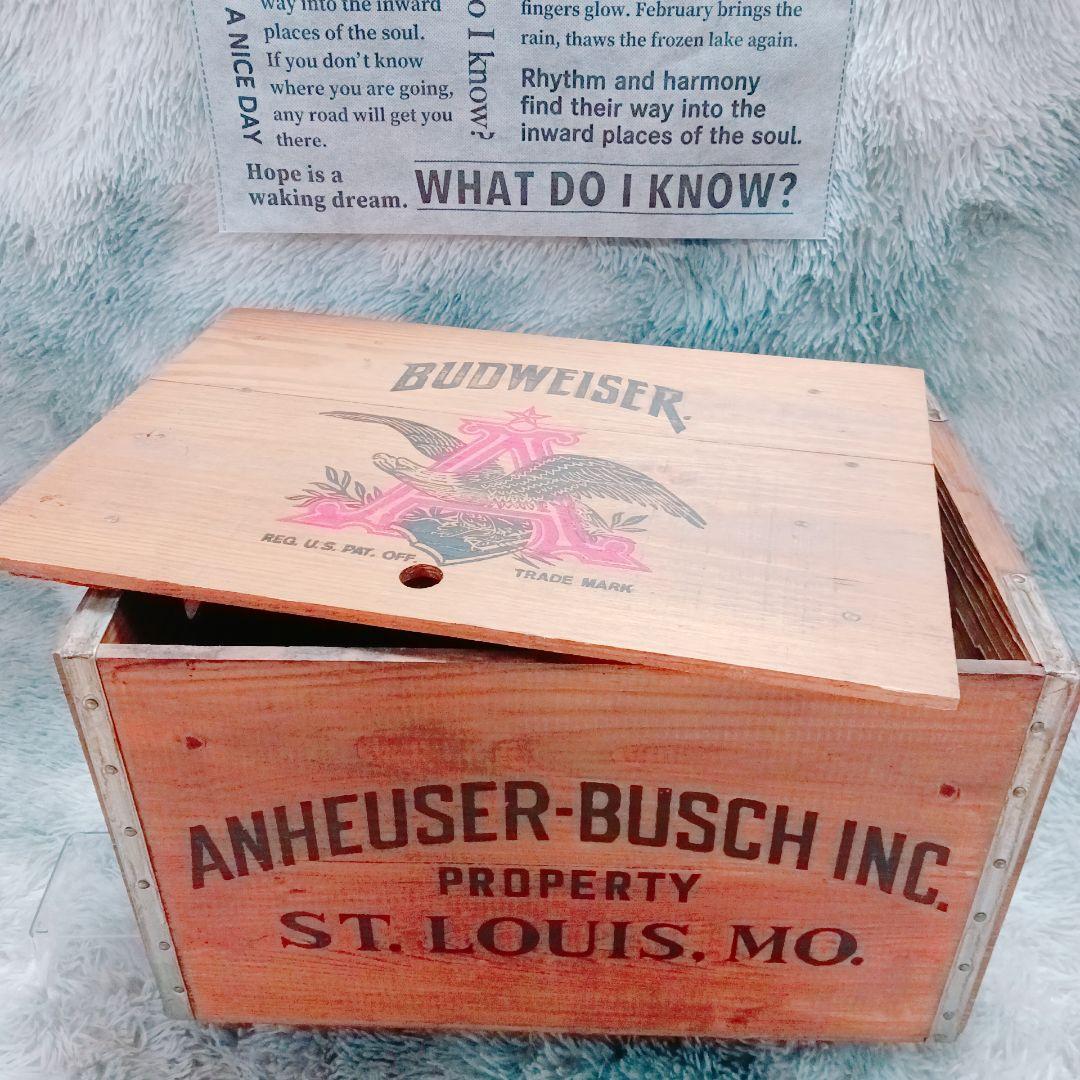 way into the inward
places of the soul.
If you don't know
where you are going,
any road will get you
there.
A NICE DAY
o I know?
fingers glow. February brings the
rain, thaws the frozen lake again.
Rhythm and harmony
find their way into the
inward places of the soul.
Hope is a
waking dream.
WHAT DO I KNOW?
BUDWEISER.
REG. U.S. PAT. OFF.
TRADE MARK
ANHEUSER-BUSCH INC.
PROPERTY
ST. LOUIS, MO.